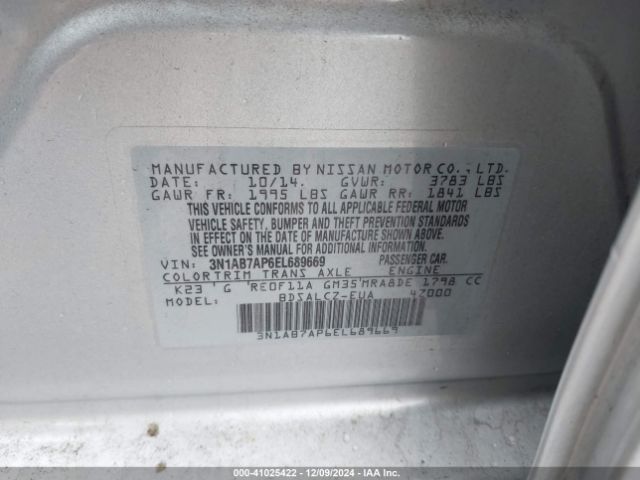 MANUFACTURED BY NISSAN MOTOR CO., LTD.
DATE: 10/14. GVWR: 3783 LBS
GAWR FR: 1995 LBS GAWR RR: 1841 LBS
THIS VEHICLE CONFORMS TO ALL APPLICABLE FEDERAL MOTOR
VEHICLE SAFETY, BUMPER AND THEFT PREVENTION STANDARDS
IN EFFECT ON THE DATE OF MANUFACTURE SHOWN ABOVE.
SEE OWNER'S MANUAL FOR ADDITIONAL INFORMATION.
VIN: 3N1AB7AP6EL689669 PASSENGER CAR.
COLOR TRIM TRANS AXLE ENGINE
K23 G RE0F11A GM35 MRA8DE 1798 CC
MODEL: BDSALCZ-EUA 4Z000
3N1AB7AP6EL689669
000-41025422 - 12/09/2024 - IAA Inc.